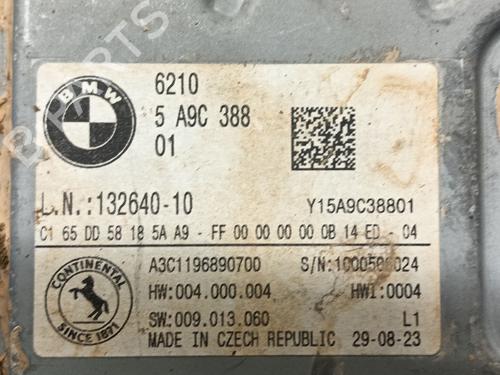 BMW
6210
5 A9C 388
01
L.N.:132640-10
Y15A9C38801
C1 65 DD 58 18 5A A9 - FF 00 00 00 00 0B 14 ED - 04
CONTINENTAL
SINCE 1871
A3C1196890700
HW:004.000.004
HWI:0004
SW:009.013.060
L1
MADE IN CZECH REPUBLIC
29-08-23